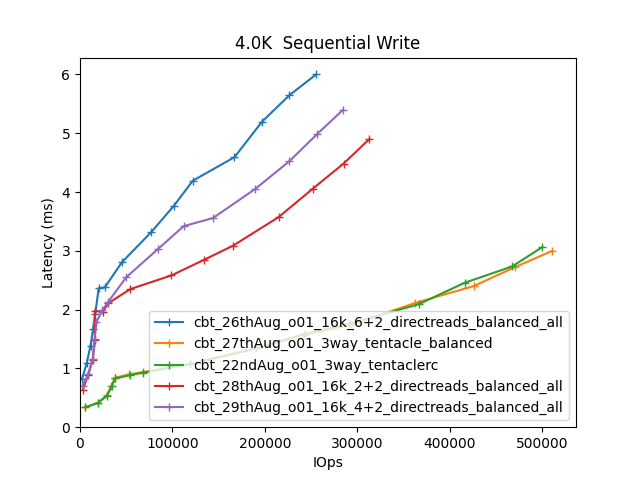 4.0K  Sequential Write
6
5
4
3
2
1
0
Latency (ms)
cbt_26thAug_o01_16k_6+2_directreads_balanced_all
cbt_27thAug_o01_3way_tentacle_balanced
cbt_22ndAug_o01_3way_tentaclerc
cbt_28thAug_o01_16k_2+2_directreads_balanced_all
cbt_29thAug_o01_16k_4+2_directreads_balanced_all
0 100000 200000 300000 400000 500000
IOps